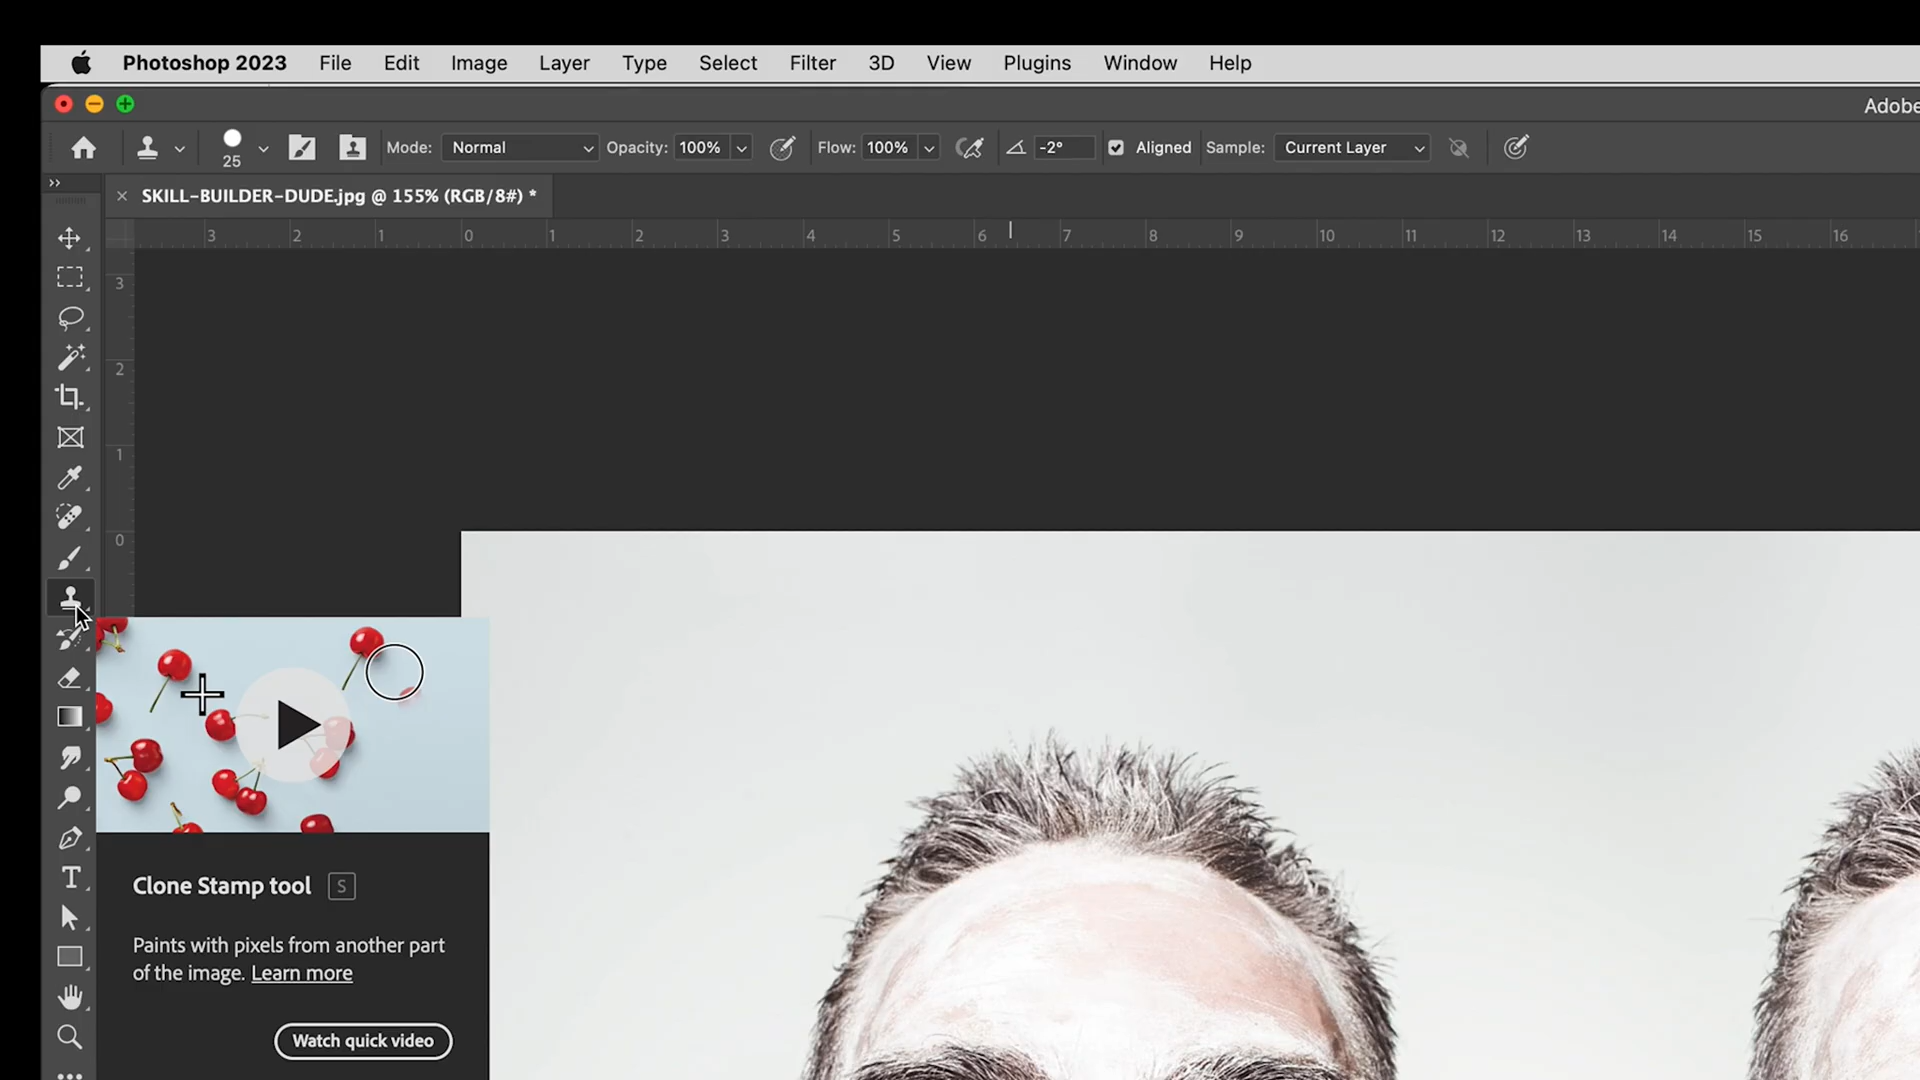 Photoshop 2023 File Edit Image Layer Type Select Filter 3D View Plugins Window Help
Adobe
25 Mode: Normal Opacity: 100% Flow: 100% -2° Aligned Sample: Current Layer
× SKILL-BUILDER-DUDE.jpg @ 155% (RGB/8#) *
3 2 1 0 1 2 3 4 5 6 7 8 9 10 11 12 13 14 15 16
3
2
1
0
T
Clone Stamp tool S
Paints with pixels from another part
of the image. Learn more
Watch quick video